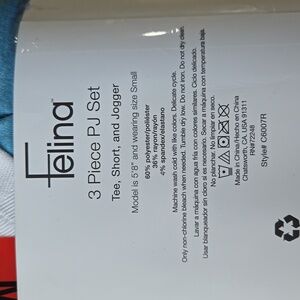 Felina
3 Piece PJ Set
Tee, Short, and Jogger
Model is 5'8" and wearing size Small
60% polyester/poliéster
36% rayon/rayón
4% spandex/elastano
Machine wash cold with like colors. Delicate cycle.
Only non-chlorine bleach when needed. Tumble dry low. Do not iron. Do not dry clean.
Lavar a máquina con agua fría con colores similares. Ciclo delicado.
Usar blanqueador sin cloro si es necesario. Secar a máquina con temperatura baja.
No planchar. No limpiar en seco.
Made in China/Hecho en China
Chatsworth, CA, USA 91311
RN#77248
Style# C6007R